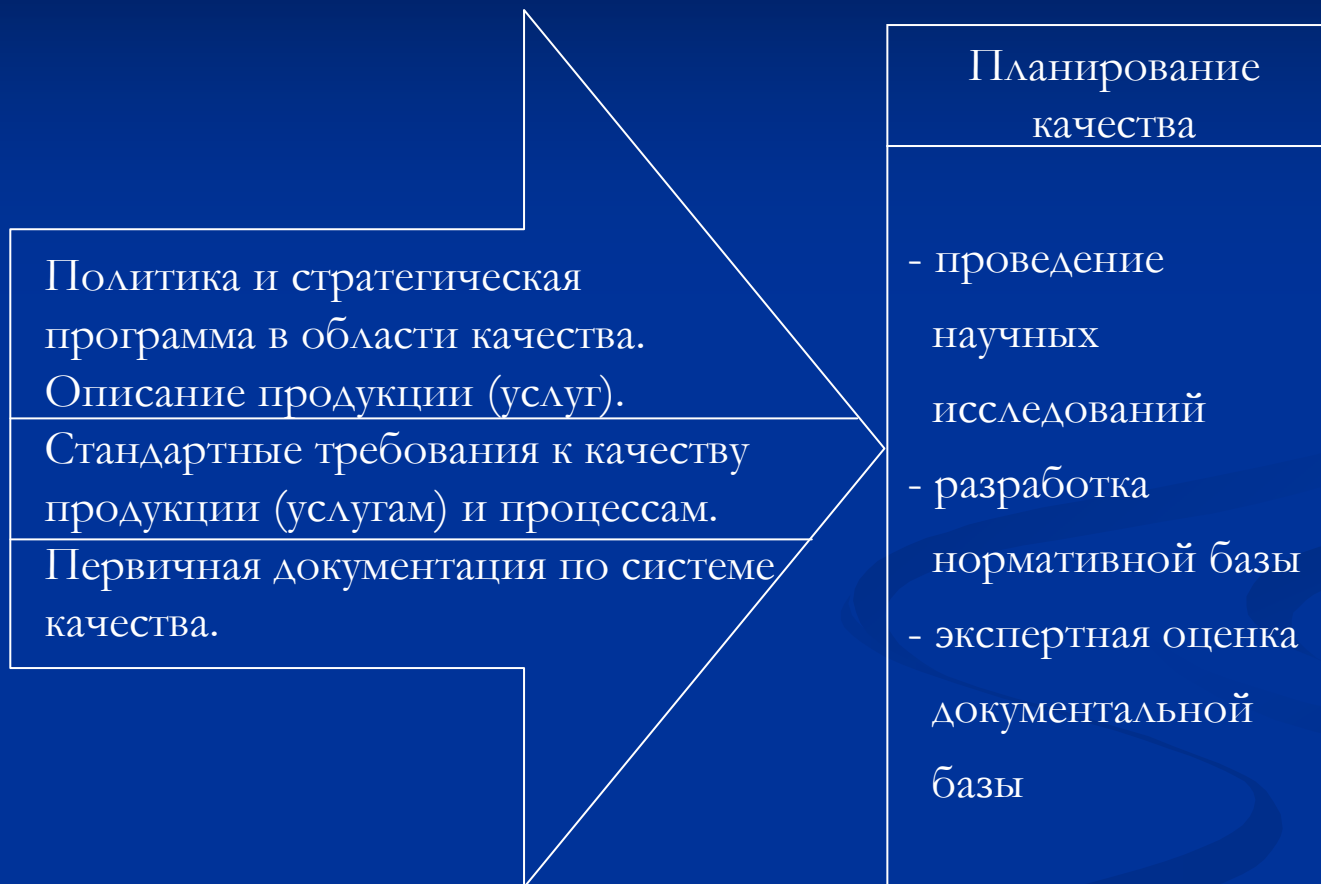 Политика и стратегическая
программа в области качества.
Описание продукции (услуг).
Стандартные требования к качеству
продукции (услугам) и процессам.
Первичная документация по системе
качества.
Планирование
качества
- проведение
научных
исследований
- разработка
нормативной базы
- экспертная оценка
документальной
базы